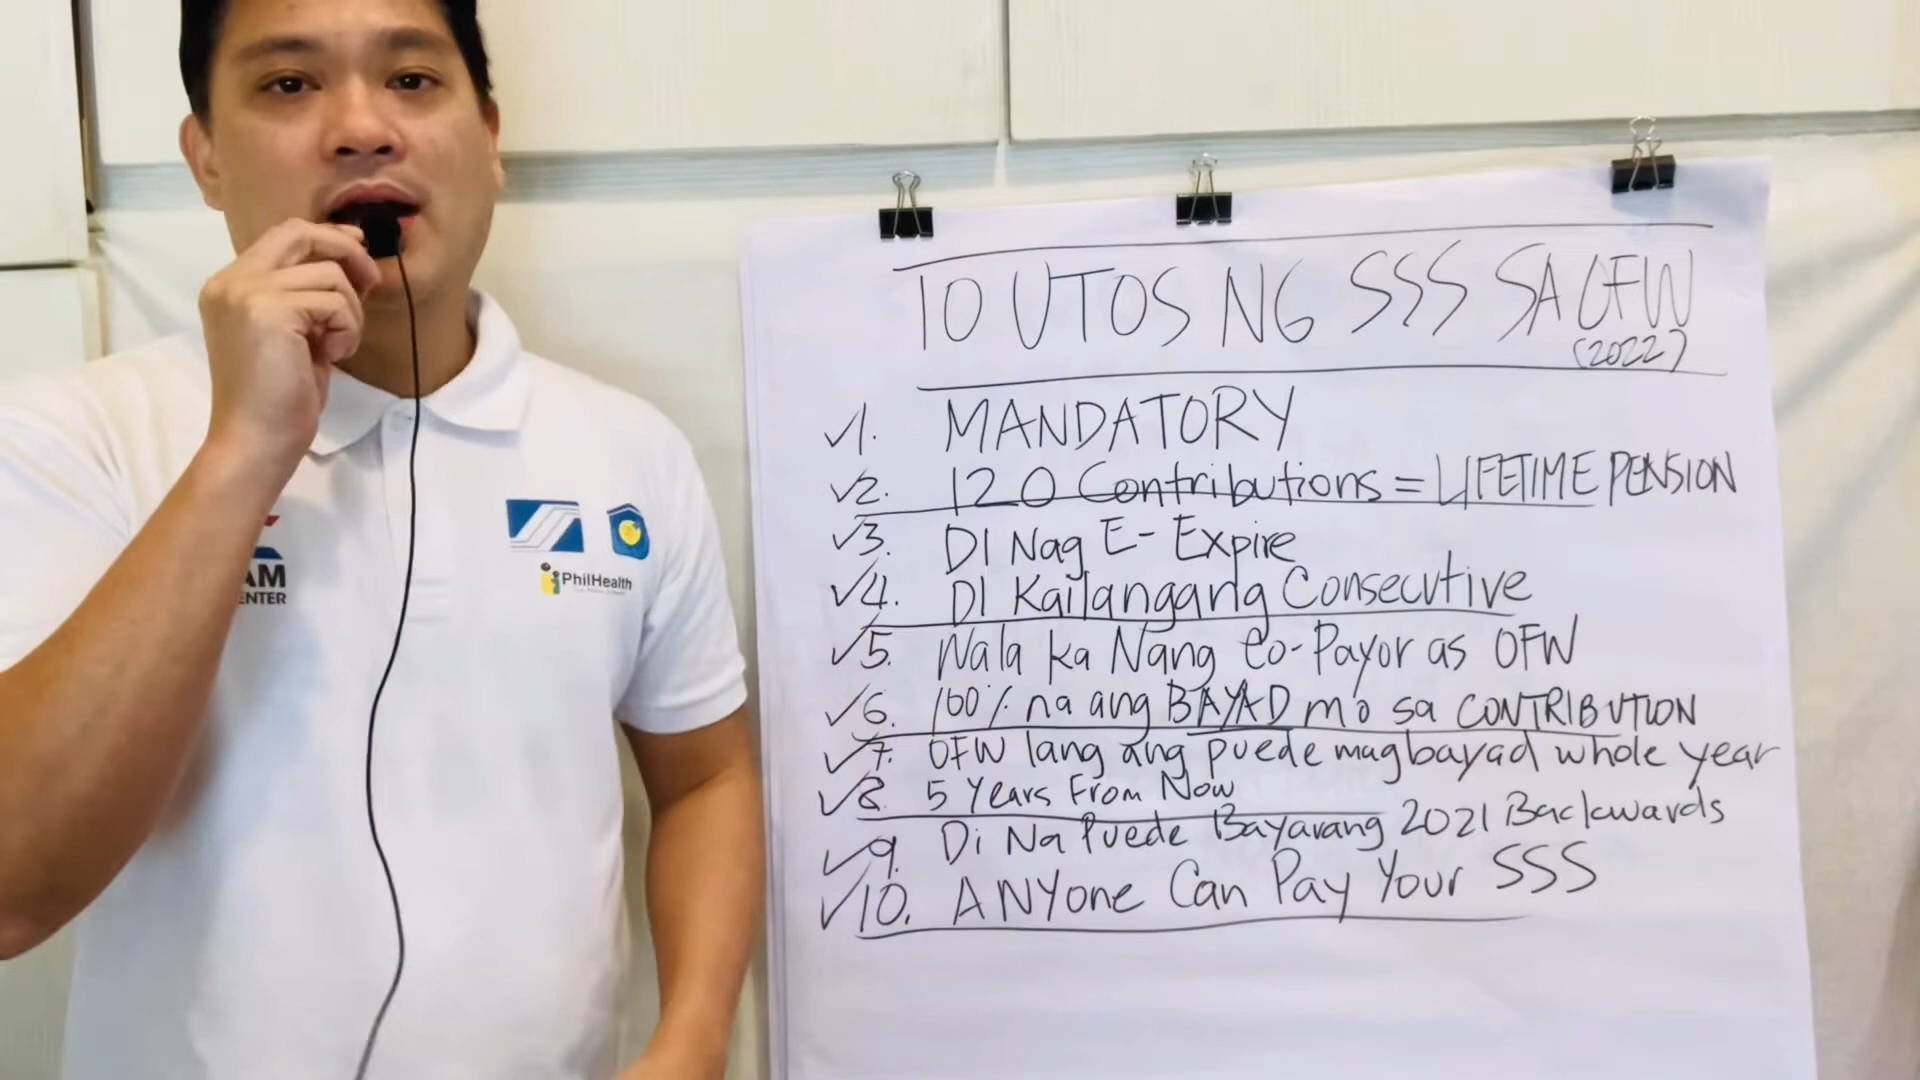 AM
ENTER
PhilHealth
10 UTOS NG SSS SA OFW
(2022)
1. MANDATORY
2. 120 Contributions = LIFETIME PENSION
3. DI Nag E- Expire
4. DI Kailangang Consecutive
5. Wala ka Nang Co-Payor as OFW
6. 100% na ang BAYAD mo sa CONTRIBUTION
7. OFW lang ang puede magbayad whole year
8. 5 Years From Now
9. Di Na Puede Bayarang 2021 Backwards
10. ANYone Can Pay Your SSS